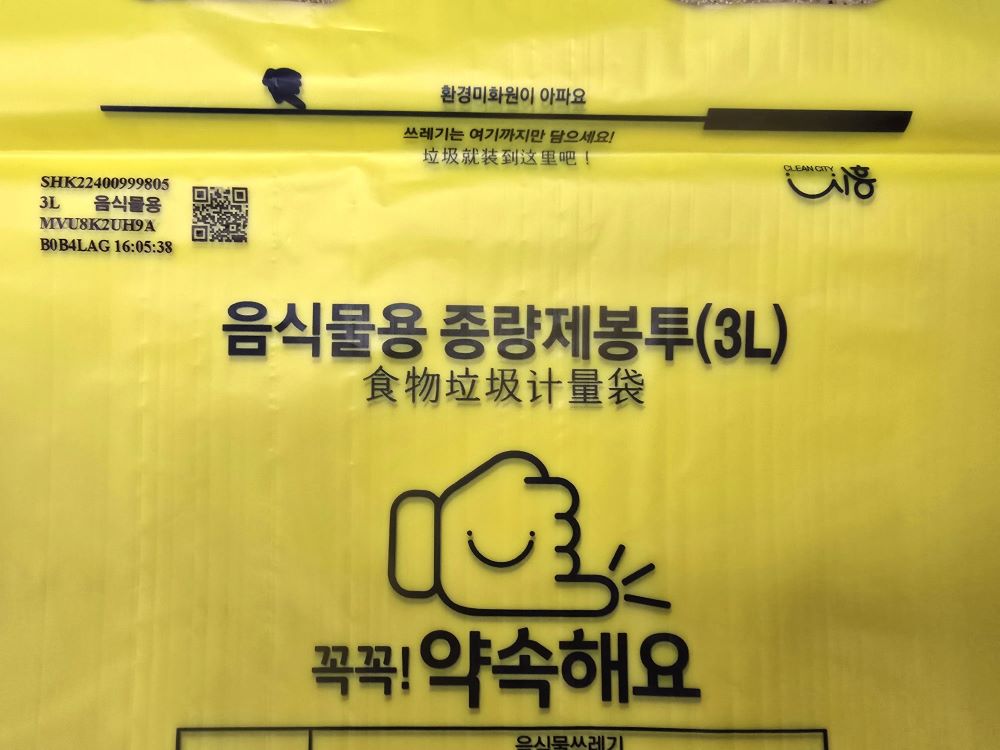 환경미화원이 아파요
쓰레기는 여기까지만 담으세요!
垃圾就装到这里吧！
CLEAN CITY
시흥
SHK22400999805
3L 음식물용
MVU8K2UH9A
B0B4LAG 16:05:38
음식물용 종량제봉투(3L)
食物垃圾计量袋
꼭꼭! 약속해요
음식물쓰레기